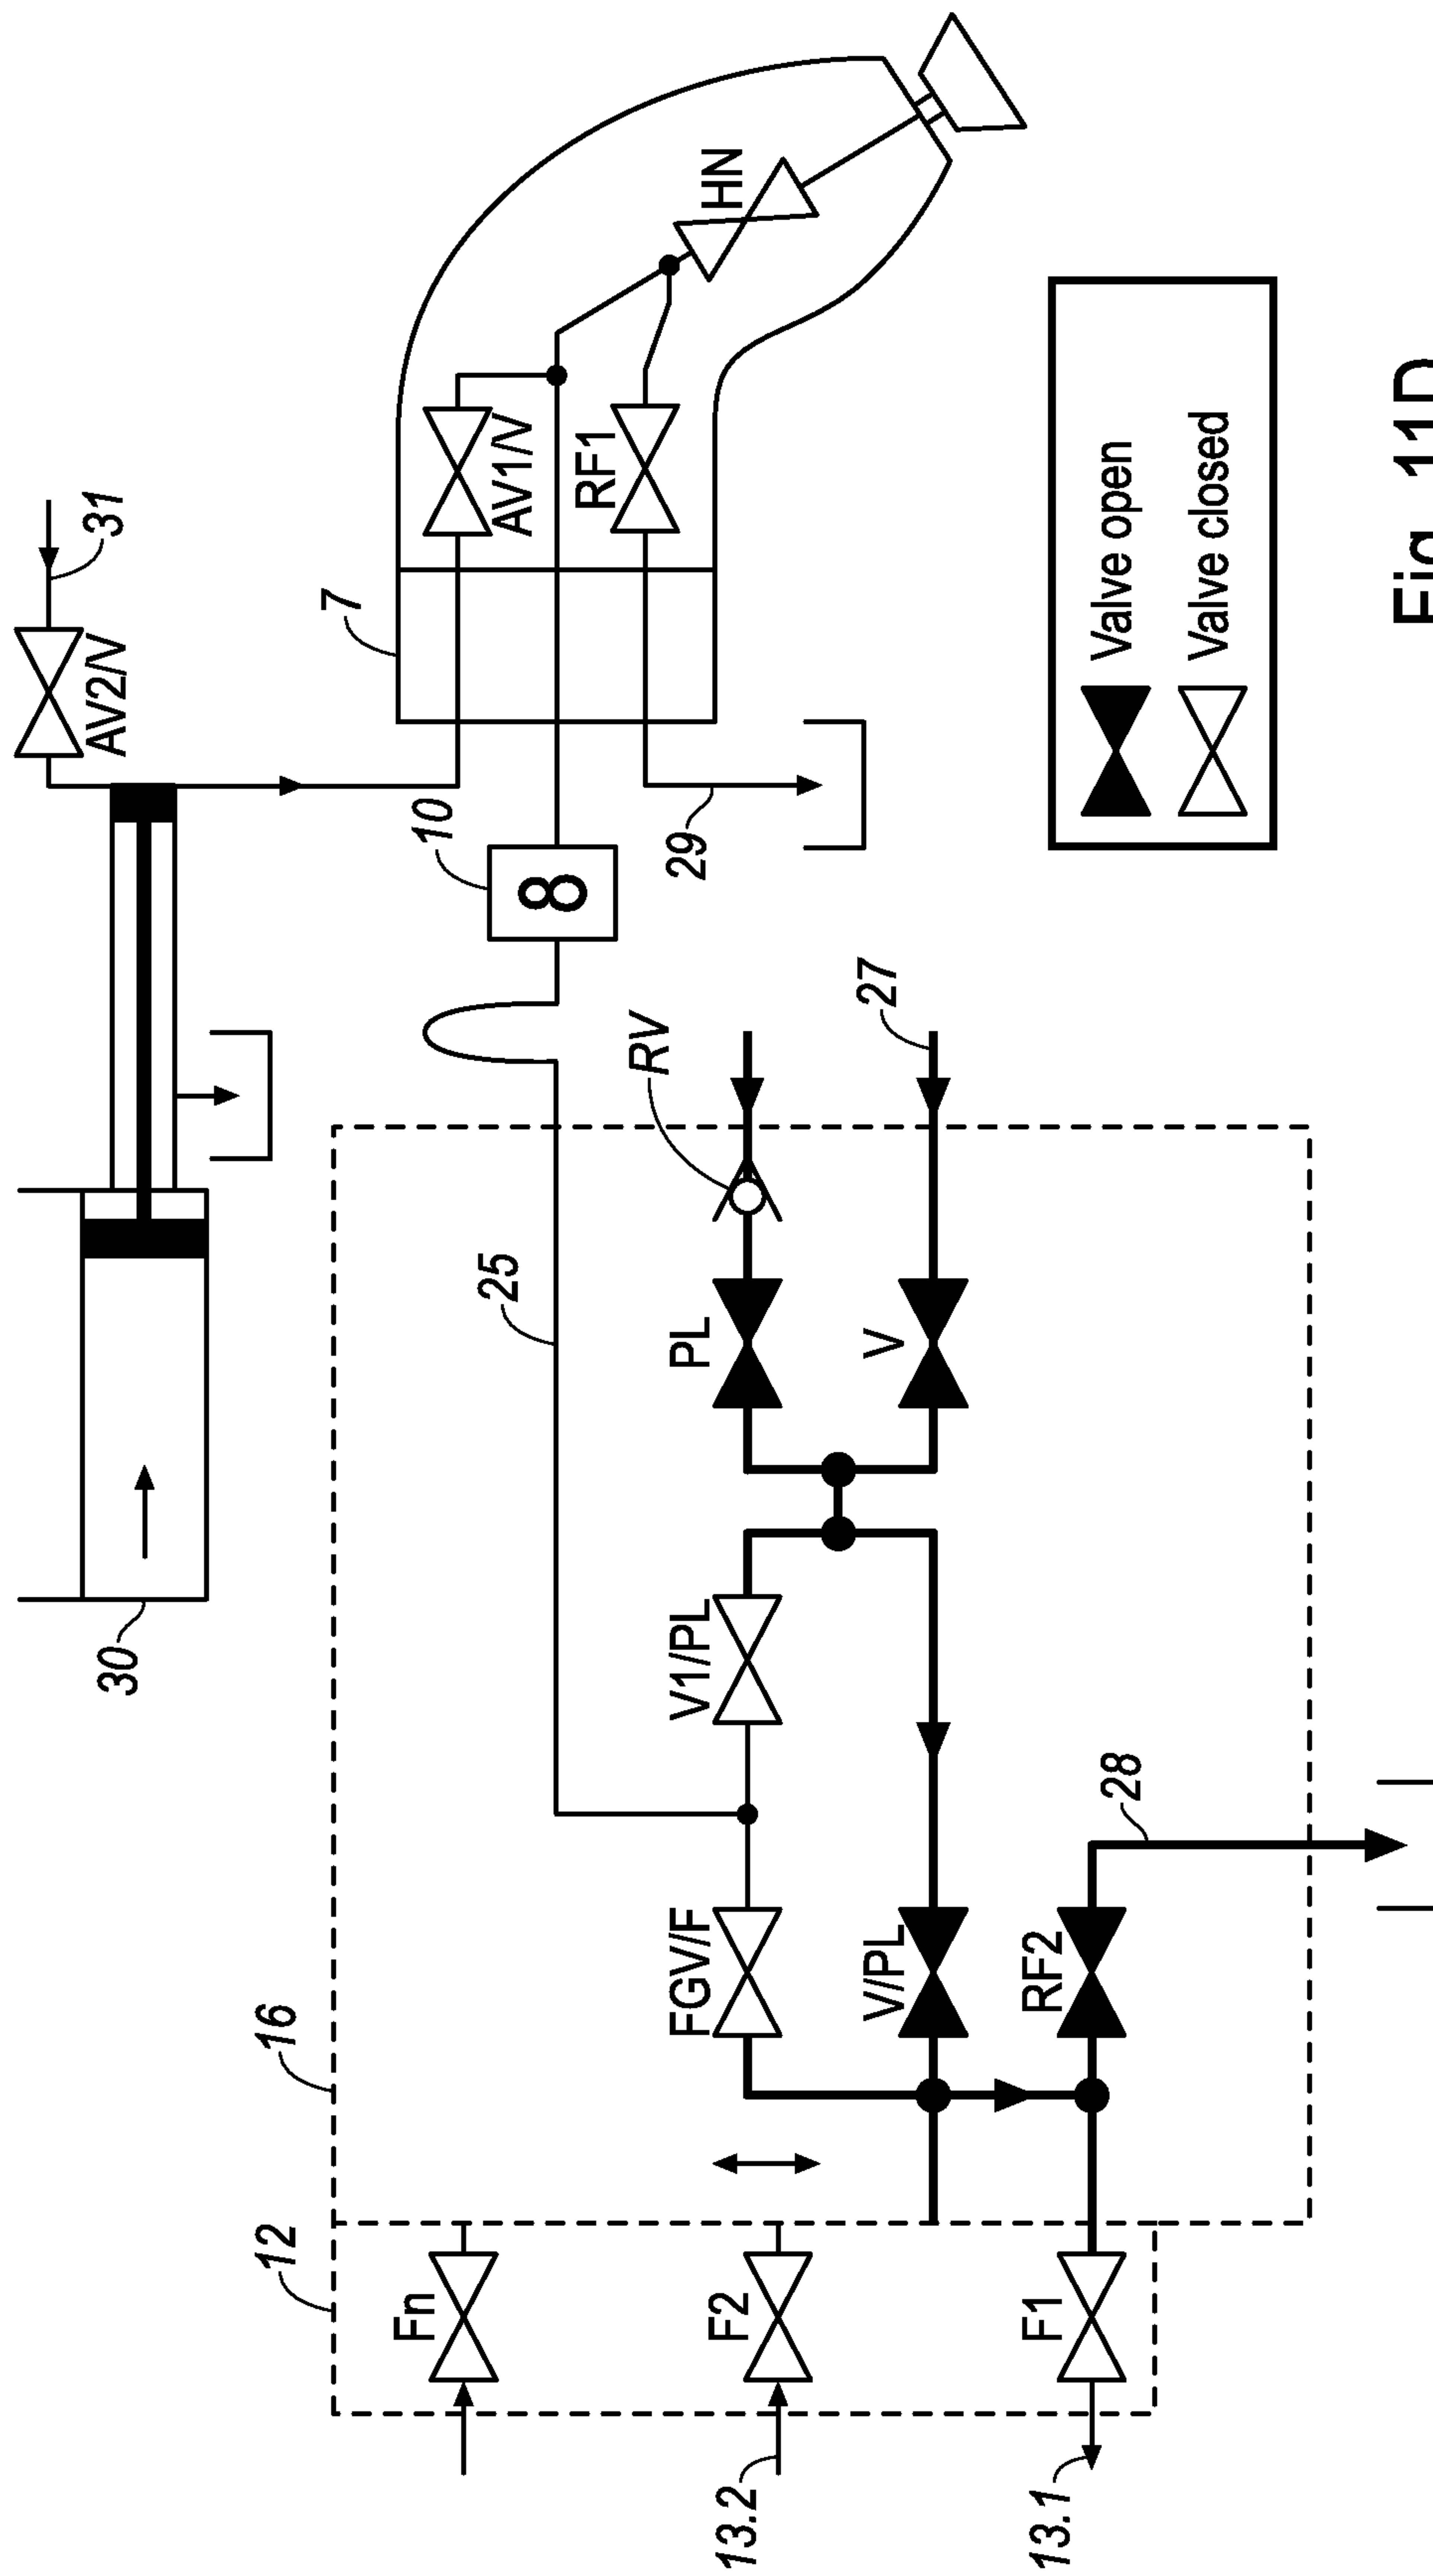 30
AV2/V
31
12
16
7
Fn
10
25
AV1/V
8
RF1
RV
FGV/F
V1/PL
PL
29
HN
13.2
F2
V/PL
V
27
13.1
F1
RF2
28
Valve open
Valve closed
Fig. 11D